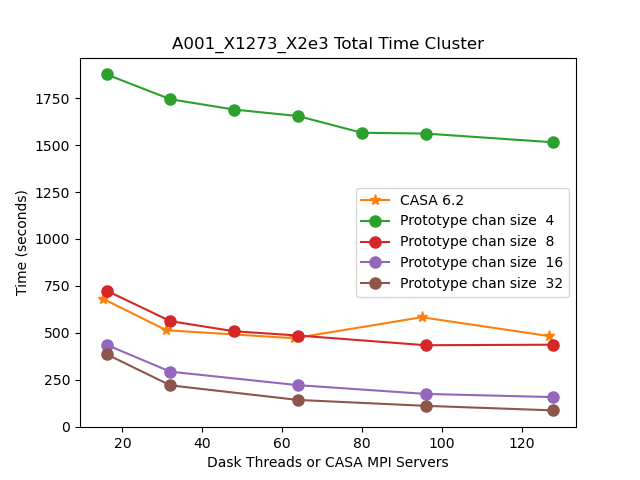 A001_X1273_X2e3 Total Time Cluster
1750
1500
1250
1000
750
500
250
0
Time (seconds)
CASA 6.2
Prototype chan size  4
Prototype chan size  8
Prototype chan size  16
Prototype chan size  32
20 40 60 80 100 120
Dask Threads or CASA MPI Servers